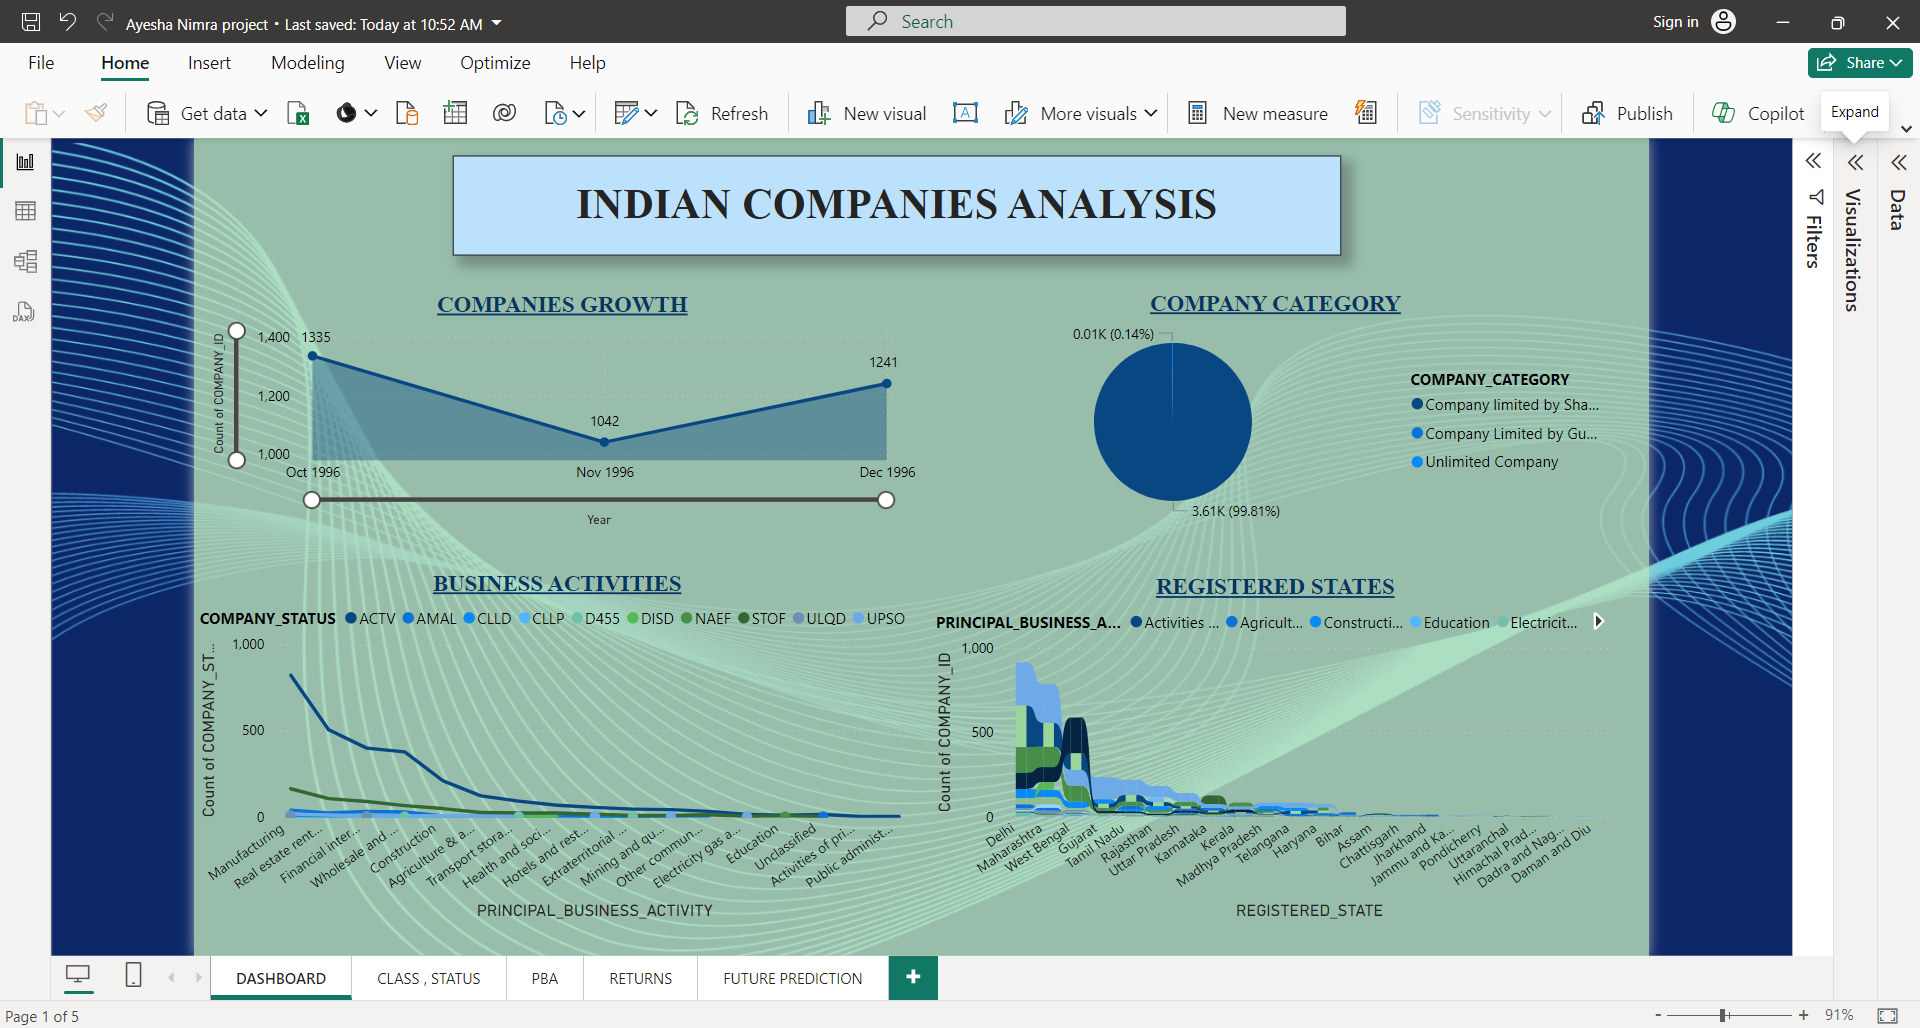 Ayesha Nimra project • Last saved: Today at 10:52 AM
Search
Sign in
File Home Insert Modeling View Optimize Help
Share
Get data
Refresh
New visual
A
More visuals
New measure
Sensitivity
Publish
Copilot
Expand
DAX
INDIAN COMPANIES ANALYSIS
Filters
Visualizations
Data
COMPANIES GROWTH
Count of COMPANY_ID
1,400
1,200
1,000
1335
1042
1241
Oct 1996 Nov 1996 Dec 1996
Year
COMPANY CATEGORY
0.01K (0.14%)
3.61K (99.81%)
COMPANY_CATEGORY
Company limited by Sha...
Company Limited by Gu...
Unlimited Company
BUSINESS ACTIVITIES
COMPANY_STATUS ACTV AMAL CLLD CLLP D455 DISD NAEF STOF ULQD UPSO
Count of COMPANY_ST...
1,000
500
0
Manufacturing
Real estate rent...
Financial inter...
Wholesale and ...
Construction
Agriculture & a...
Transport stora...
Health and soci...
Hotels and rest...
Extraterritorial ...
Mining and qu...
Other commun...
Electricity gas a...
Education
Unclassified
Activities of pri...
Public administ...
PRINCIPAL_BUSINESS_ACTIVITY
REGISTERED STATES
PRINCIPAL_BUSINESS_A... Activities ... Agricult... Constructi... Education Electricit...
Count of COMPANY_ID
1,000
500
0
Delhi
Maharashtra
West Bengal
Gujarat
Tamil Nadu
Rajasthan
Uttar Pradesh
Karnataka
Kerala
Madhya Pradesh
Telangana
Haryana
Bihar
Assam
Chattisgarh
Jharkhand
Jammu and Ka...
Pondicherry
Uttaranchal
Himachal Prad...
Dadra and Nag...
Daman and Diu
REGISTERED_STATE
DASHBOARD CLASS , STATUS PBA RETURNS FUTURE PREDICTION +
Page 1 of 5
- + 91%